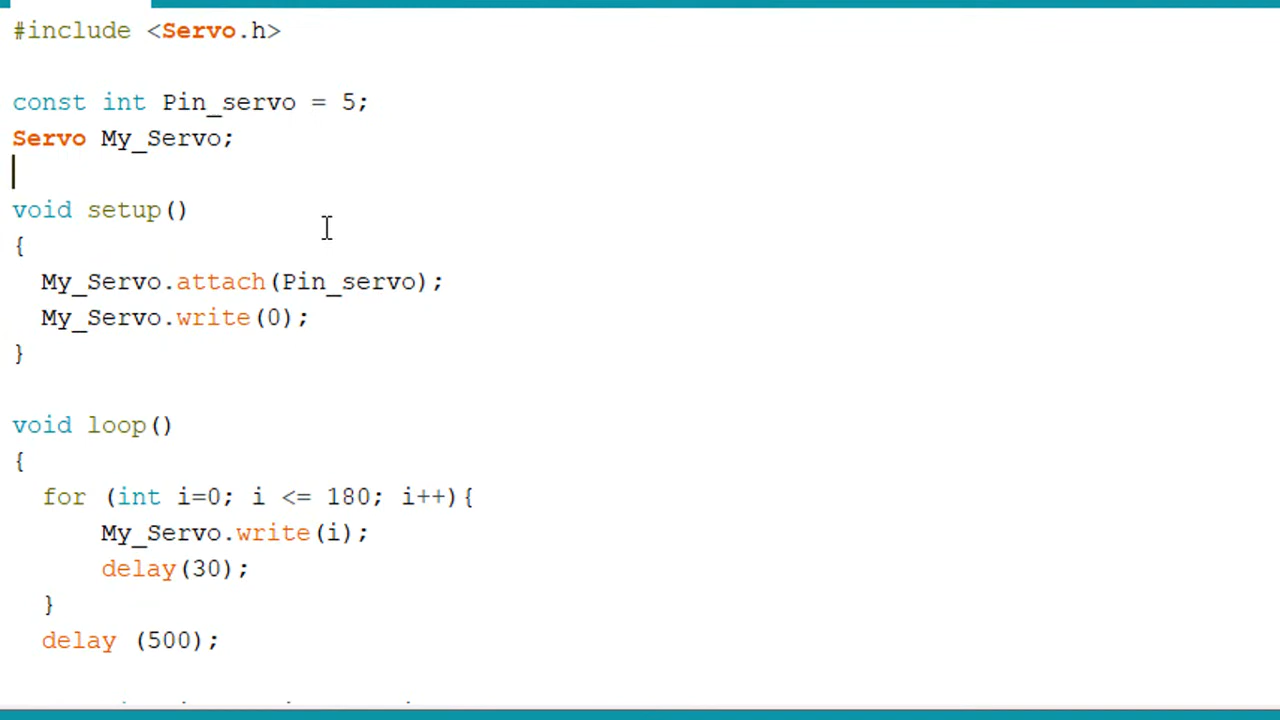 #include <Servo.h>
const int Pin_servo = 5;
Servo My_Servo;
void setup()
{
My_Servo.attach(Pin_servo);
My_Servo.write(0);
}
void loop()
{
for (int i=0; i <= 180; i++){
My_Servo.write(i);
delay(30);
}
delay (500);